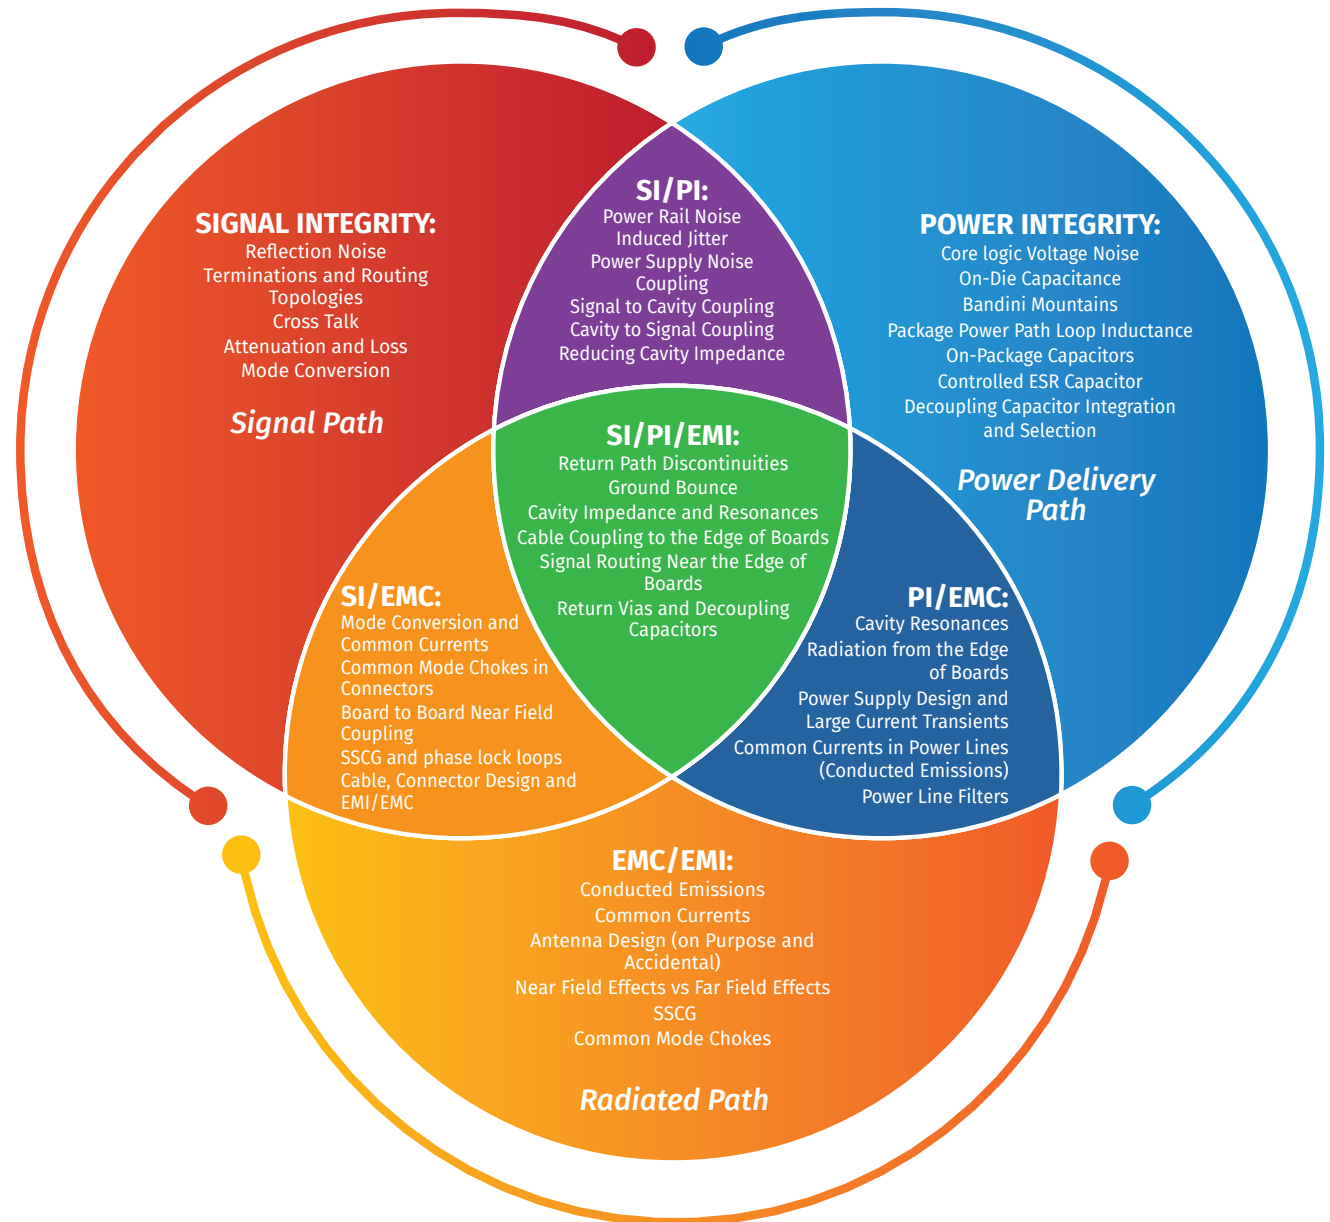 SIGNAL INTEGRITY:
Reflection Noise
Terminations and Routing
Topologies
Cross Talk
Attenuation and Loss
Mode Conversion
Signal Path
SI/PI:
Power Rail Noise
Induced Jitter
Power Supply Noise
Coupling
Signal to Cavity Coupling
Cavity to Signal Coupling
Reducing Cavity Impedance
POWER INTEGRITY:
Core logic Voltage Noise
On-Die Capacitance
Bandini Mountains
Package Power Path Loop Inductance
On-Package Capacitors
Controlled ESR Capacitor
Decoupling Capacitor Integration
and Selection
Power Delivery
Path
SI/PI/EMI:
Return Path Discontinuities
Ground Bounce
Cavity Impedance and Resonances
Cable Coupling to the Edge of Boards
Signal Routing Near the Edge of
Boards
Return Vias and Decoupling
Capacitors
SI/EMC:
Mode Conversion and
Common Currents
Common Mode Chokes in
Connectors
Board to Board Near Field
Coupling
SSCG and phase lock loops
Cable, Connector Design and
EMI/EMC
PI/EMC:
Cavity Resonances
Radiation from the Edge
of Boards
Power Supply Design and
Large Current Transients
Common Currents in Power Lines
(Conducted Emissions)
Power Line Filters
EMC/EMI:
Conducted Emissions
Common Currents
Antenna Design (on Purpose and
Accidental)
Near Field Effects vs Far Field Effects
SSCG
Common Mode Chokes
Radiated Path